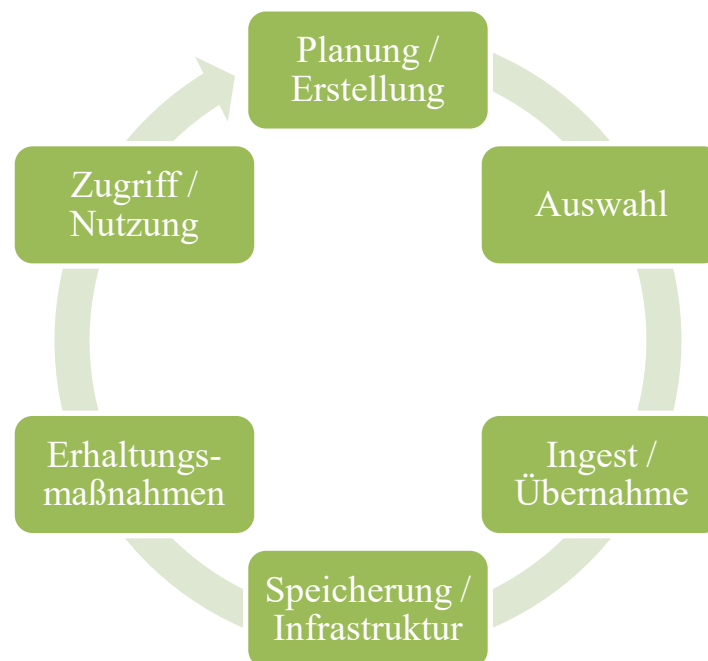 Planung /
Erstellung
Auswahl
Ingest /
Übernahme
Speicherung /
Infrastruktur
Erhaltungs-
maßnahmen
Zugriff /
Nutzung